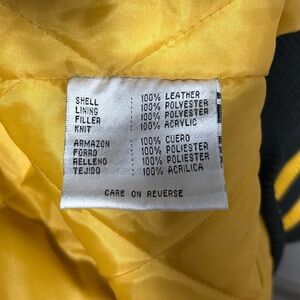 SHELL : 100% LEATHER
LINING : 100% POLYESTER
FILLER : 100% POLYESTER
KNIT : 100% ACRYLIC
ARMAZON : 100% CUERO
FORRO : 100% POLIESTER
RELLENO : 100% POLIESTER
TEJIDO : 100% ACRILICA
CARE ON REVERSE